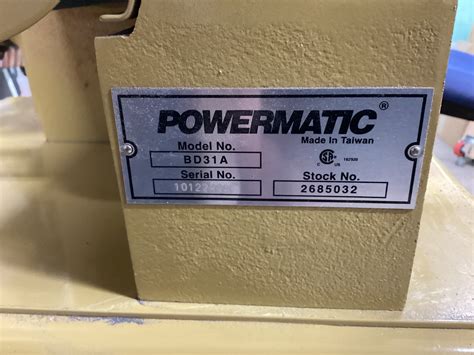 POWERMATIC®
Made In Taiwan
Model No.
BD31A
Serial No.
Stock No.
2685032